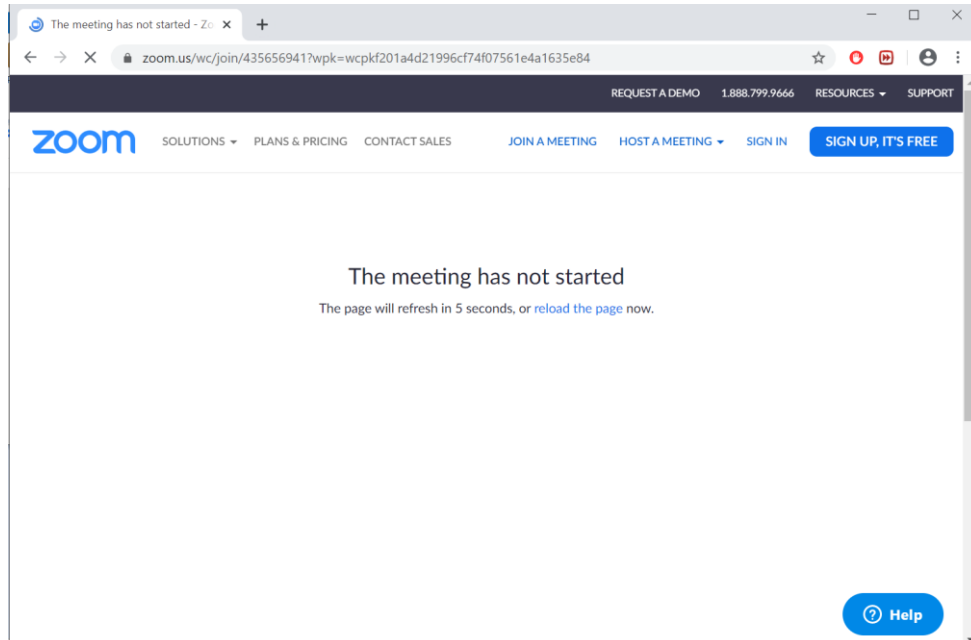 The meeting has not started - Zo
zoom.us/wc/join/435656941?wpk=wcpkf201a4d21996cf74f07561e4a1635e84
REQUEST A DEMO 1.888.799.9666 RESOURCES SUPPORT
zoom SOLUTIONS PLANS & PRICING CONTACT SALES JOIN A MEETING HOST A MEETING SIGN IN SIGN UP, IT'S FREE
The meeting has not started
The page will refresh in 5 seconds, or reload the page now.
Help